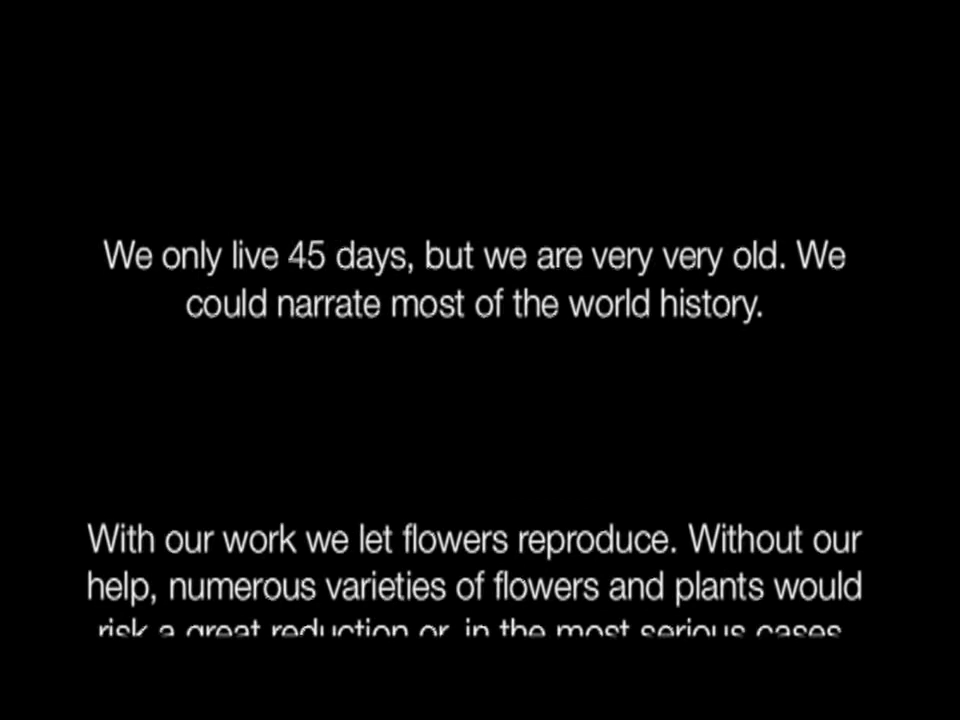 We only live 45 days, but we are very very old. We
could narrate most of the world history.
With our work we let flowers reproduce. Without our
help, numerous varieties of flowers and plants would
risk a great reduction or, in the most serious cases,